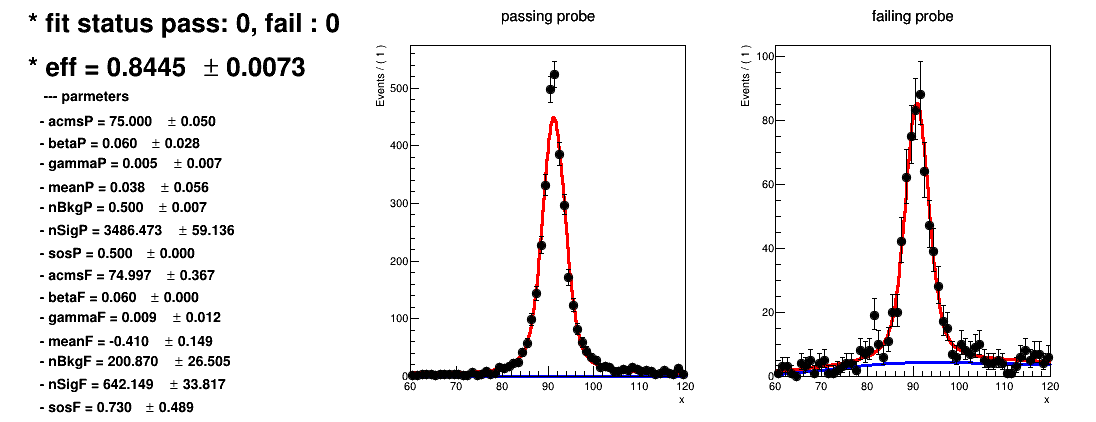 * fit status pass: 0, fail : 0
* eff = 0.8445 ± 0.0073
--- parmeters
- acmsP = 75.000 ± 0.050
- betaP = 0.060 ± 0.028
- gammaP = 0.005 ± 0.007
- meanP = 0.038 ± 0.056
- nBkgP = 0.500 ± 0.007
- nSigP = 3486.473 ± 59.136
- sosP = 0.500 ± 0.000
- acmsF = 74.997 ± 0.367
- betaF = 0.060 ± 0.000
- gammaF = 0.009 ± 0.012
- meanF = -0.410 ± 0.149
- nBkgF = 200.870 ± 26.505
- nSigF = 642.149 ± 33.817
- sosF = 0.730 ± 0.489
passing probe
Events / ( 1 )
500
400
300
200
100
0
60 70 80 90 100 110 120
x
failing probe
Events / ( 1 )
100
80
60
40
20
0
60 70 80 90 100 110 120
x